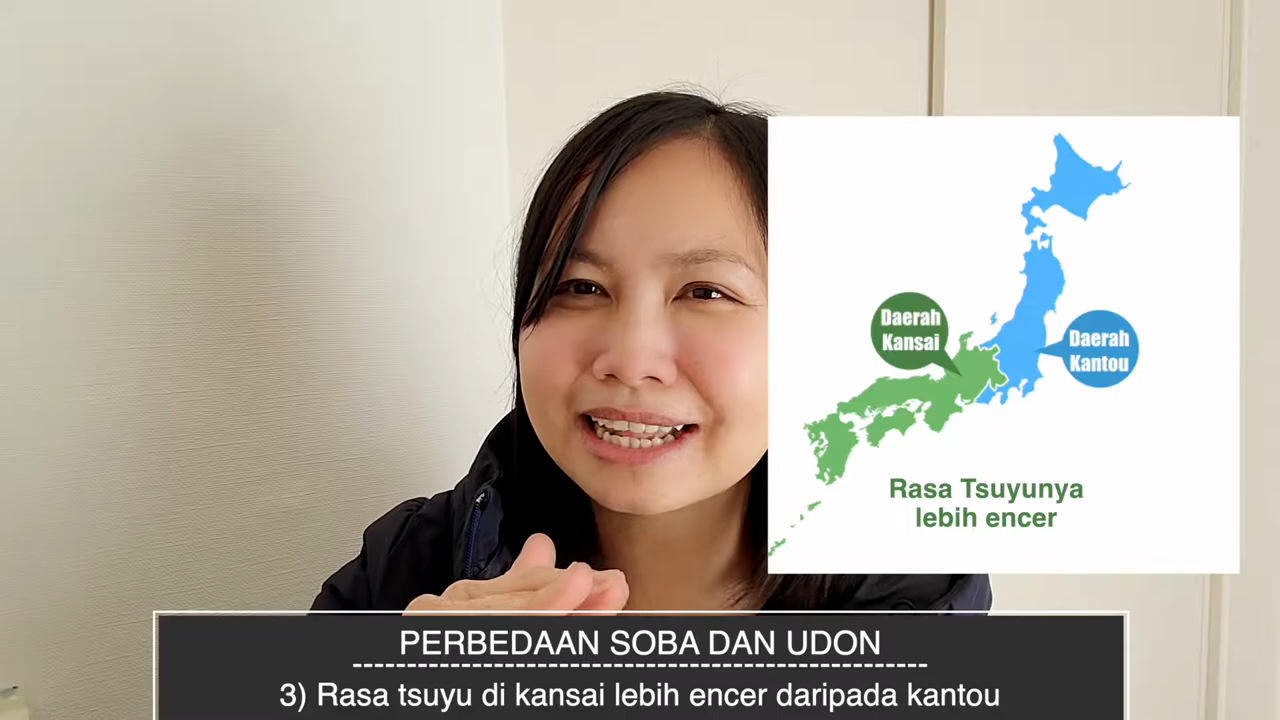 Daerah
Kansai
Daerah
Kantou
Rasa Tsuyunya
lebih encer
PERBEDAAN SOBA DAN UDON
3) Rasa tsuyu di kansai lebih encer daripada kantou